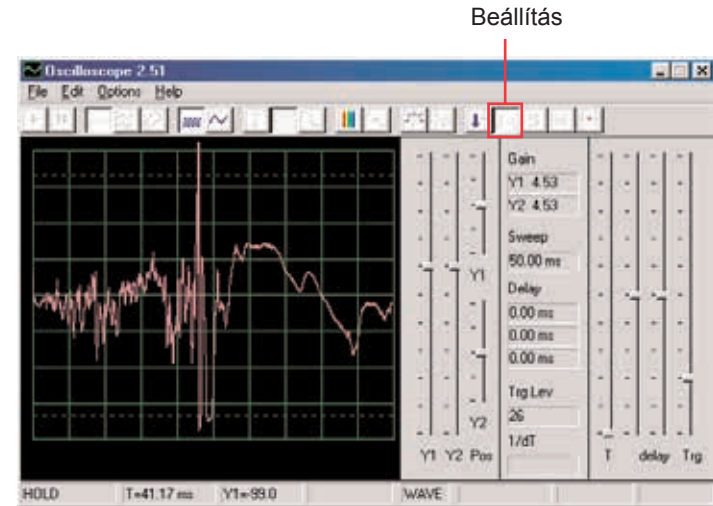 Beállítás
Oscilloscope 2.51
File Edit Options Help
Gain
Y1 4.53
Y2 4.53
Sweep
50.00 ms
Delay
0.00 ms
0.00 ms
0.00 ms
Trg Lev
26
1/dT
Y1
Y2
Y1 Y2 Pos
T delay Trg
HOLD T=41.17 ms Y1=-99.0 WAVE